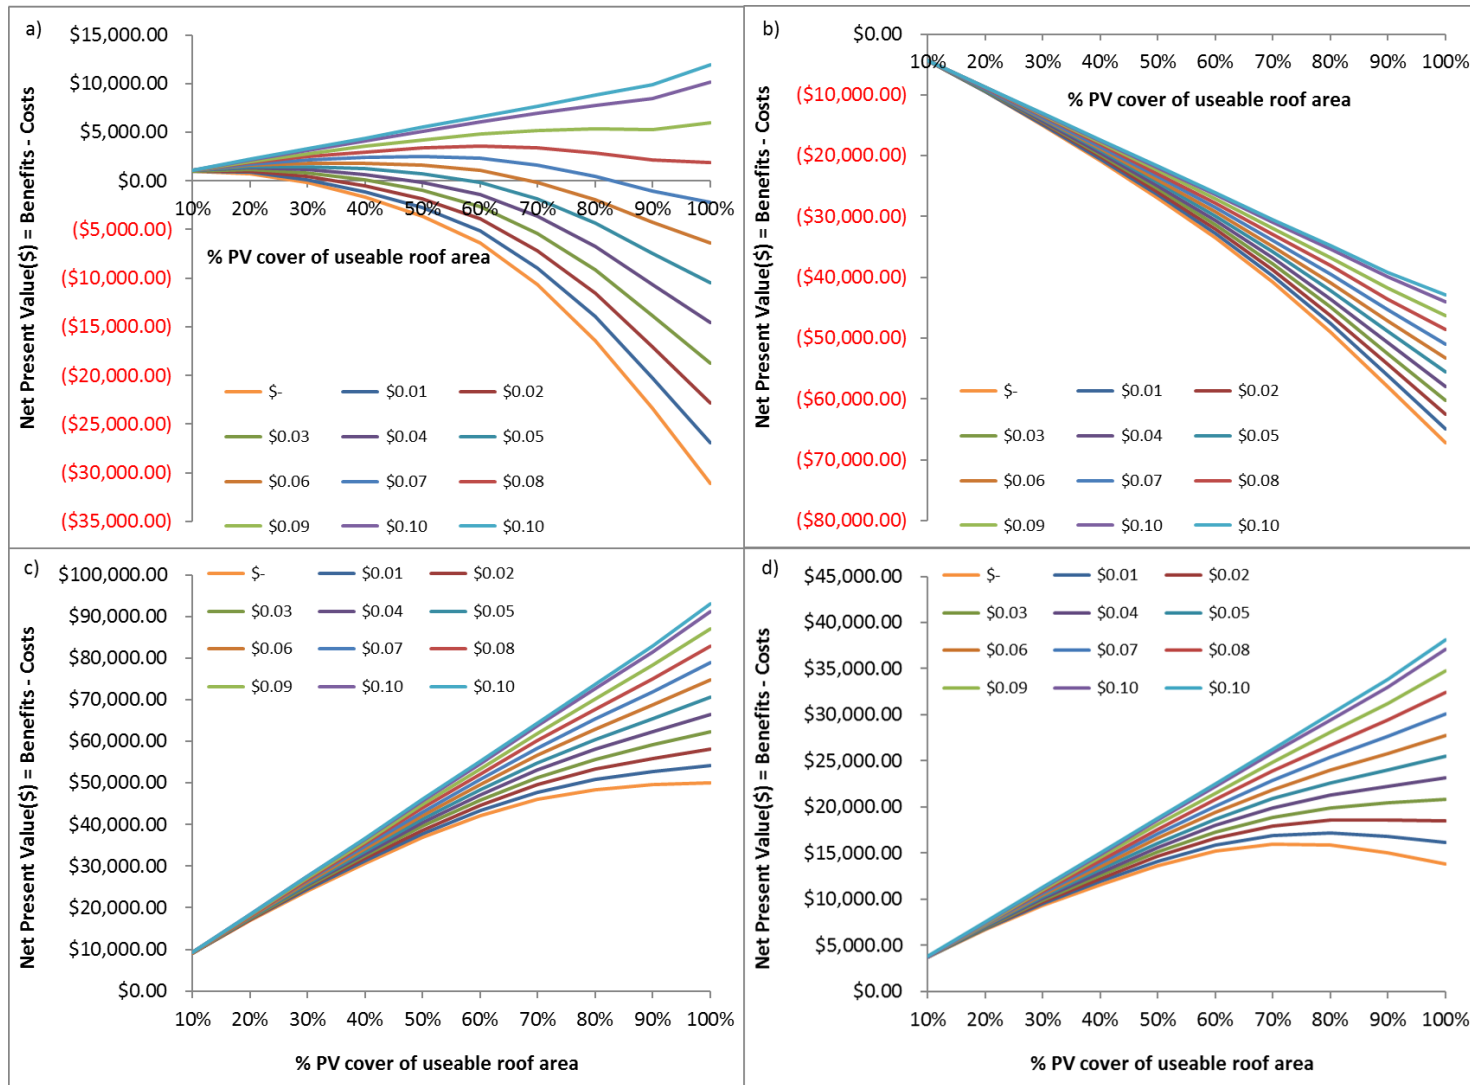 a)
Net Present Value($) = Benefits - Costs
$15,000.00
$10,000.00
$5,000.00
$0.00
($5,000.00)
($10,000.00)
($15,000.00)
($20,000.00)
($25,000.00)
($30,000.00)
($35,000.00)
10% 20% 30% 40% 50% 60% 70% 80% 90% 100%
% PV cover of useable roof area
$- $0.01 $0.02
$0.03 $0.04 $0.05
$0.06 $0.07 $0.08
$0.09 $0.10 $0.10
b)
Net Present Value($) = Benefits - Costs
$0.00
($10,000.00)
($20,000.00)
($30,000.00)
($40,000.00)
($50,000.00)
($60,000.00)
($70,000.00)
($80,000.00)
10% 20% 30% 40% 50% 60% 70% 80% 90% 100%
% PV cover of useable roof area
$- $0.01 $0.02
$0.03 $0.04 $0.05
$0.06 $0.07 $0.08
$0.09 $0.10 $0.10
c)
Net Present Value($) = Benefits - Costs
$100,000.00
$90,000.00
$80,000.00
$70,000.00
$60,000.00
$50,000.00
$40,000.00
$30,000.00
$20,000.00
$10,000.00
$0.00
$- $0.01 $0.02
$0.03 $0.04 $0.05
$0.06 $0.07 $0.08
$0.09 $0.10 $0.10
10% 20% 30% 40% 50% 60% 70% 80% 90% 100%
% PV cover of useable roof area
d)
Net Present Value($) = Benefits - Costs
$45,000.00
$40,000.00
$35,000.00
$30,000.00
$25,000.00
$20,000.00
$15,000.00
$10,000.00
$5,000.00
$0.00
$- $0.01 $0.02
$0.03 $0.04 $0.05
$0.06 $0.07 $0.08
$0.09 $0.10 $0.10
10% 20% 30% 40% 50% 60% 70% 80% 90% 100%
% PV cover of useable roof area